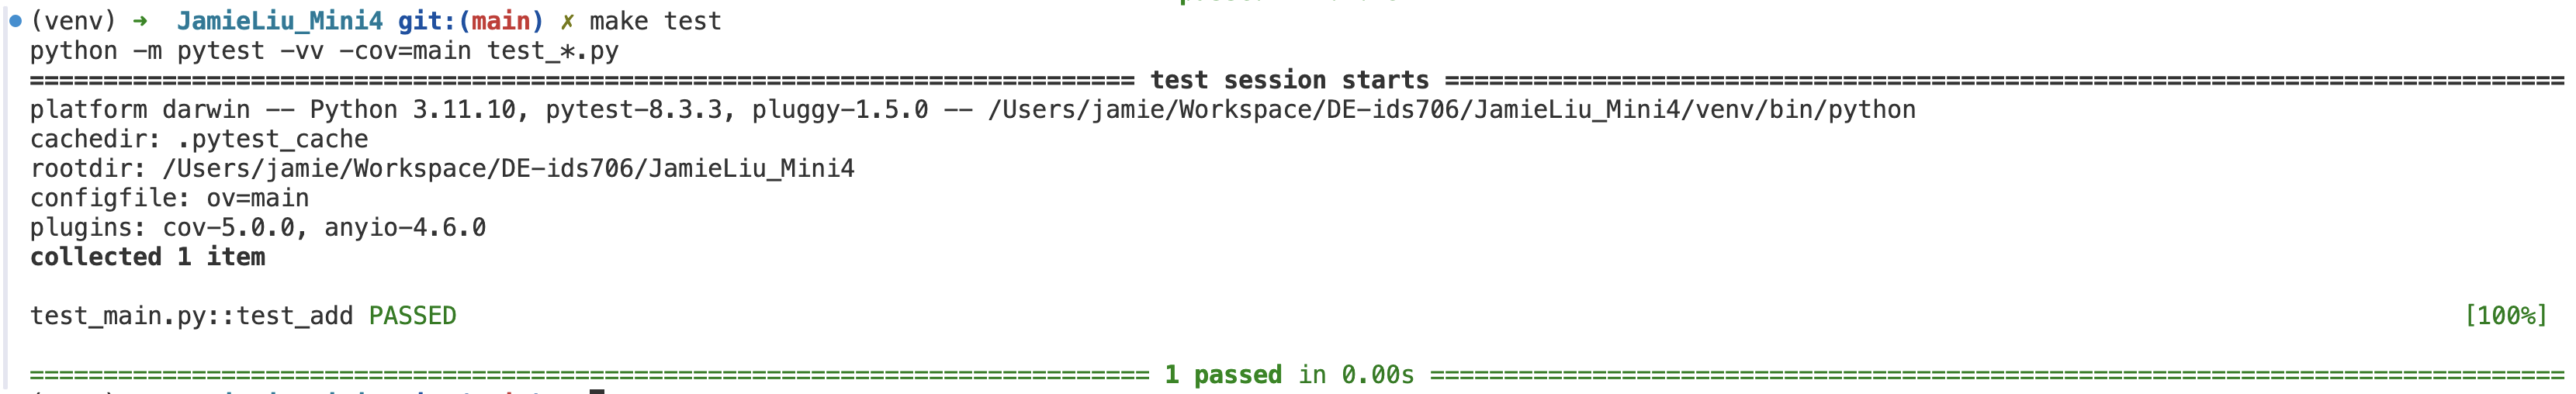 (venv) ➜ JamieLiu_Mini4 git:(main) ✗ make test
python -m pytest -vv -cov=main test_*.py
============================== test session starts ==============================
platform darwin -- Python 3.11.10, pytest-8.3.3, pluggy-1.5.0 -- /Users/jamie/Workspace/DE-ids706/JamieLiu_Mini4/venv/bin/python
cachedir: .pytest_cache
rootdir: /Users/jamie/Workspace/DE-ids706/JamieLiu_Mini4
configfile: ov=main
plugins: cov-5.0.0, anyio-4.6.0
collected 1 item
test_main.py::test_add PASSED [100%]
============================== 1 passed in 0.00s ==============================